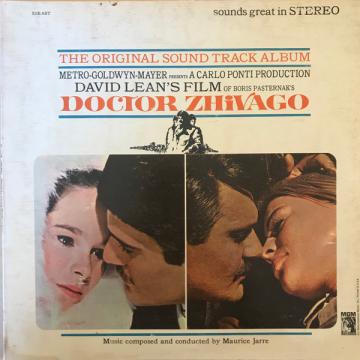 sounds great in STEREO
THE ORIGINAL SOUND TRACK ALBUM
METRO-GOLDWYN-MAYER PRESENTS A CARLO PONTI PRODUCTION
DAVID LEAN'S FILM OF BORIS PASTERNAK'S
DOCTOR ZHiVAGO
MGM
Music composed and conducted by Maurice Jarre